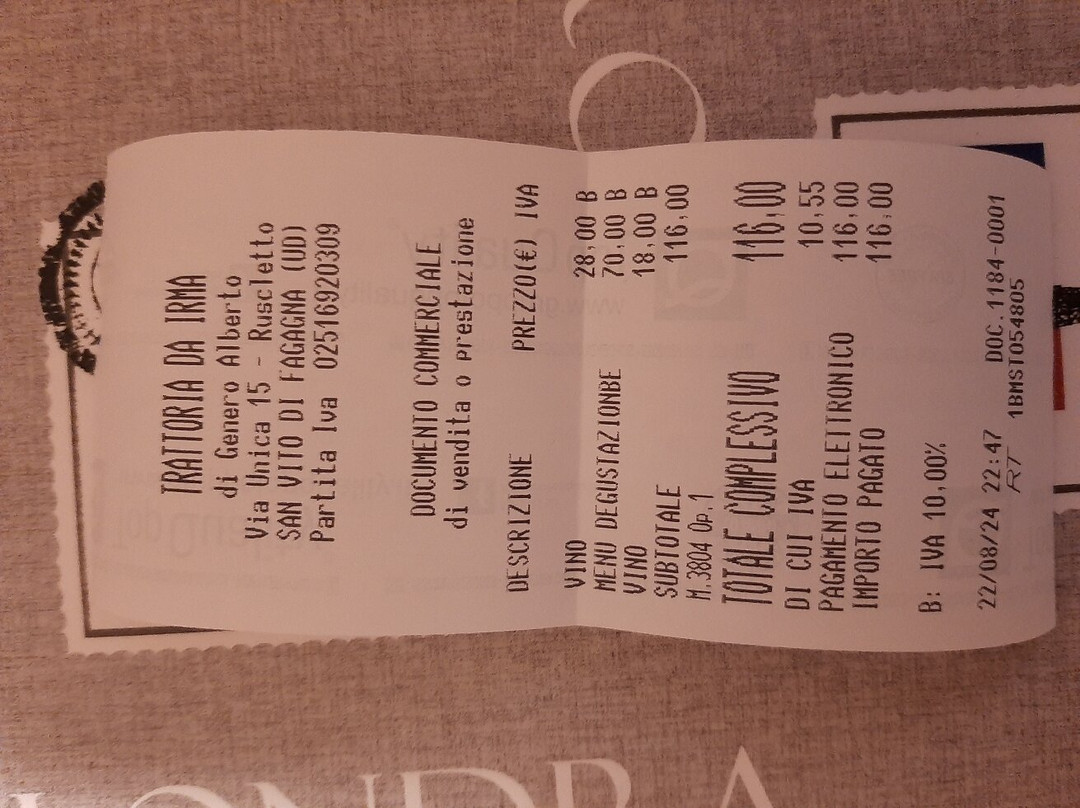 TRATTORIA DA IRMA
di Genero Alberto
Via Unica 15 - Ruscletto
SAN VITO DI FAGAGNA (UD)
Partita Iva 02516920309
DOCUMENTO COMMERCIALE
di vendita o prestazione
DESCRIZIONE PREZZO(€) IVA
VINO 28,00 B
MENU DEGUSTAZIONBE 70,00 B
VINO 18,00 B
SUBTOTALE 116,00
M.3804 Op.1
TOTALE COMPLESSIVO 116,00
DI CUI IVA 10,55
PAGAMENTO ELETTRONICO 116,00
IMPORTO PAGATO 116,00
B: IVA 10,00%
22/08/24 22:47 DOC.1184-0001
RT 1BMST054805
LONDRA